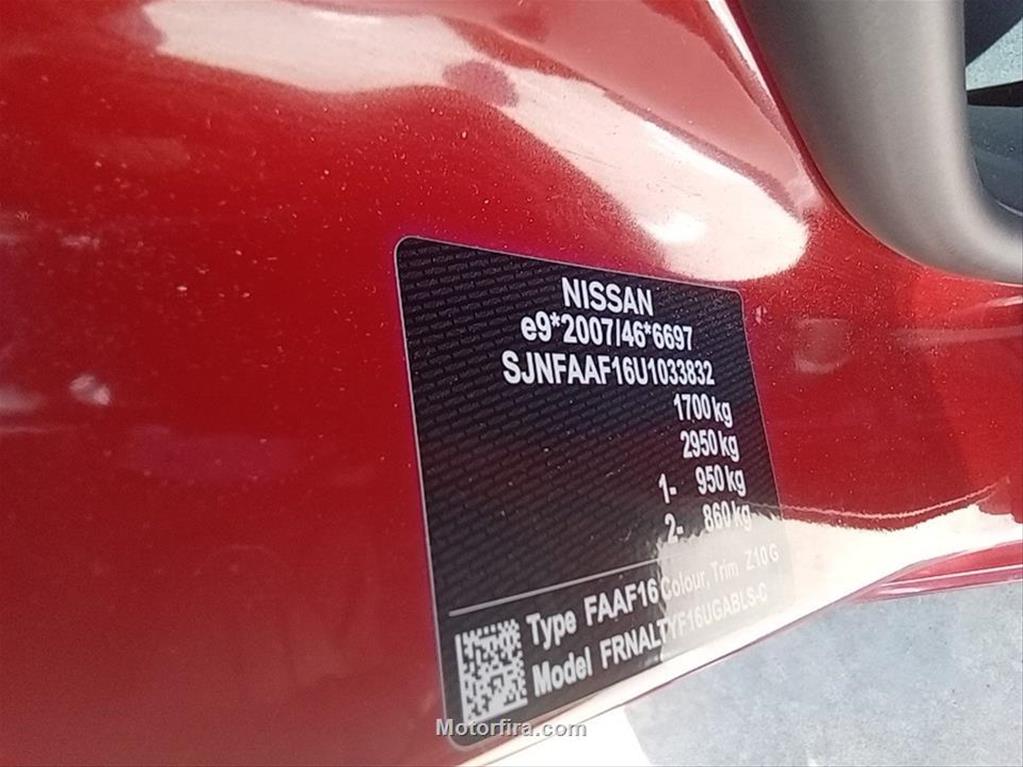 NISSAN
e9*2007/46*6697
SJNFAAF16U1033832
1700 kg
2950 kg
1- 950 kg
2- 860 kg
Type FAAF16 Colour, Trim Z10 G
Model FRNALTYF16UGABLS-C
Motorfira.com